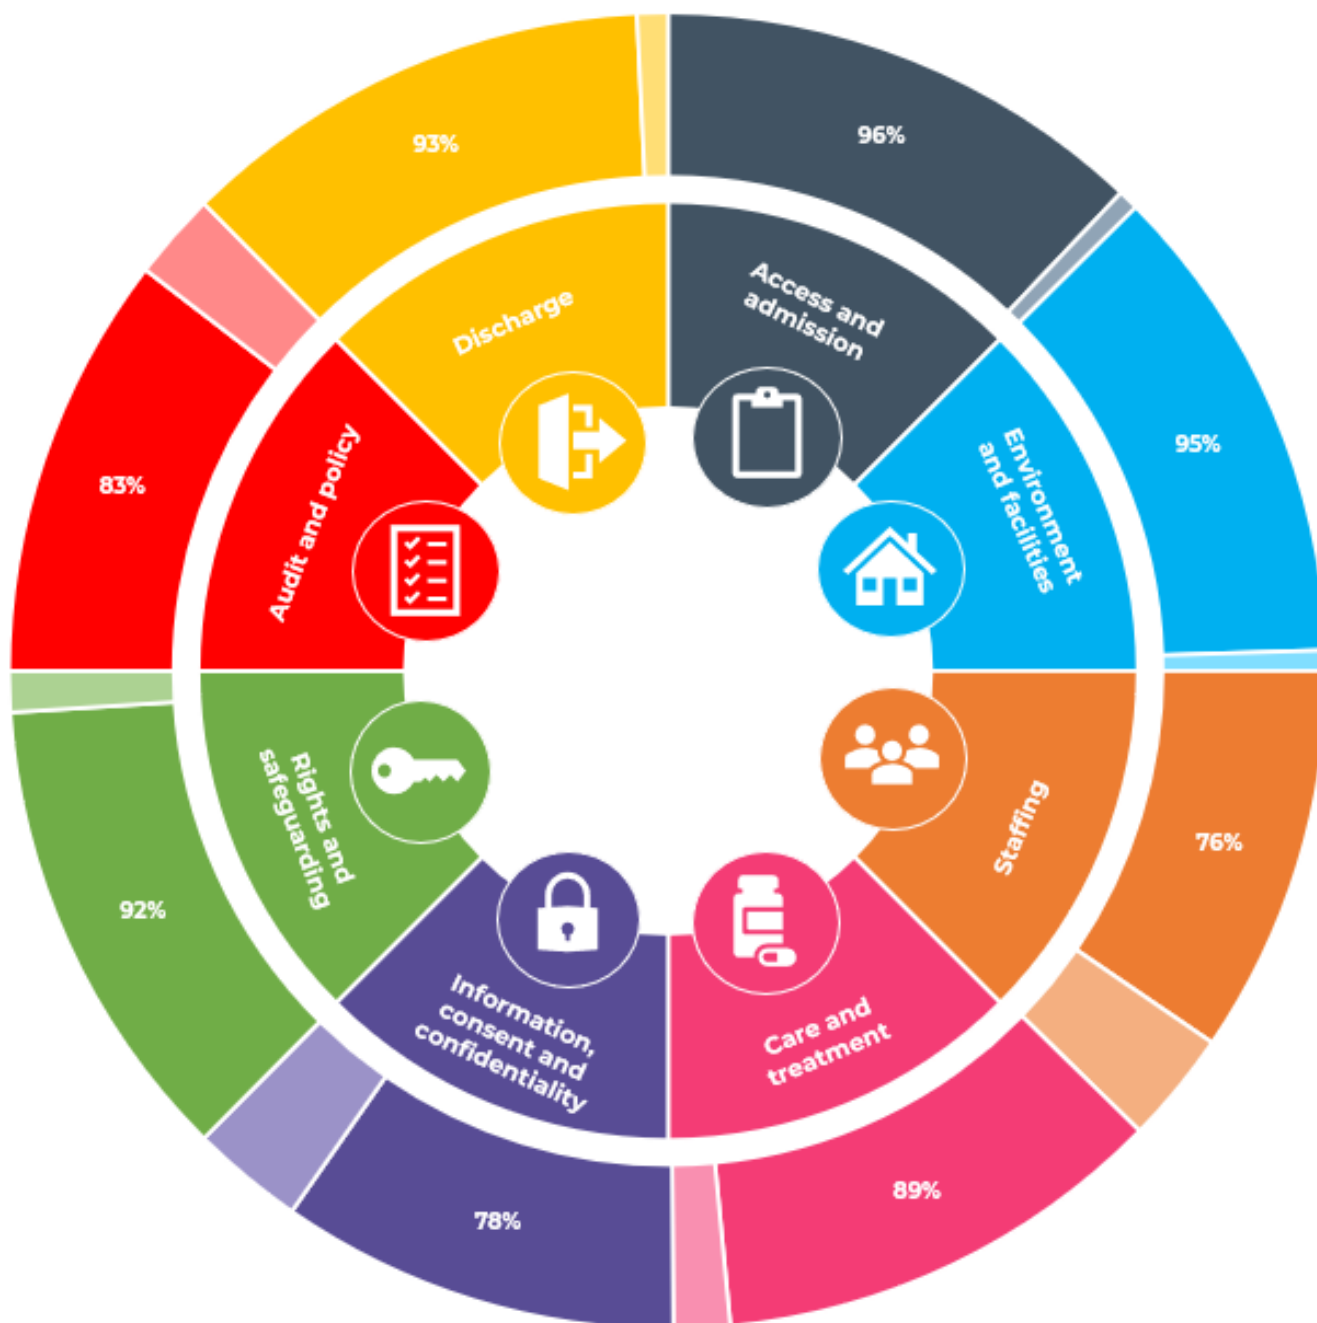 93%
96%
Access and
admission
Discharge
Environment
and facilities
95%
Audit and policy
83%
Staffing
76%
Rights and
safeguarding
92%
Information,
consent and
confidentiality
Care and
treatment
89%
78%